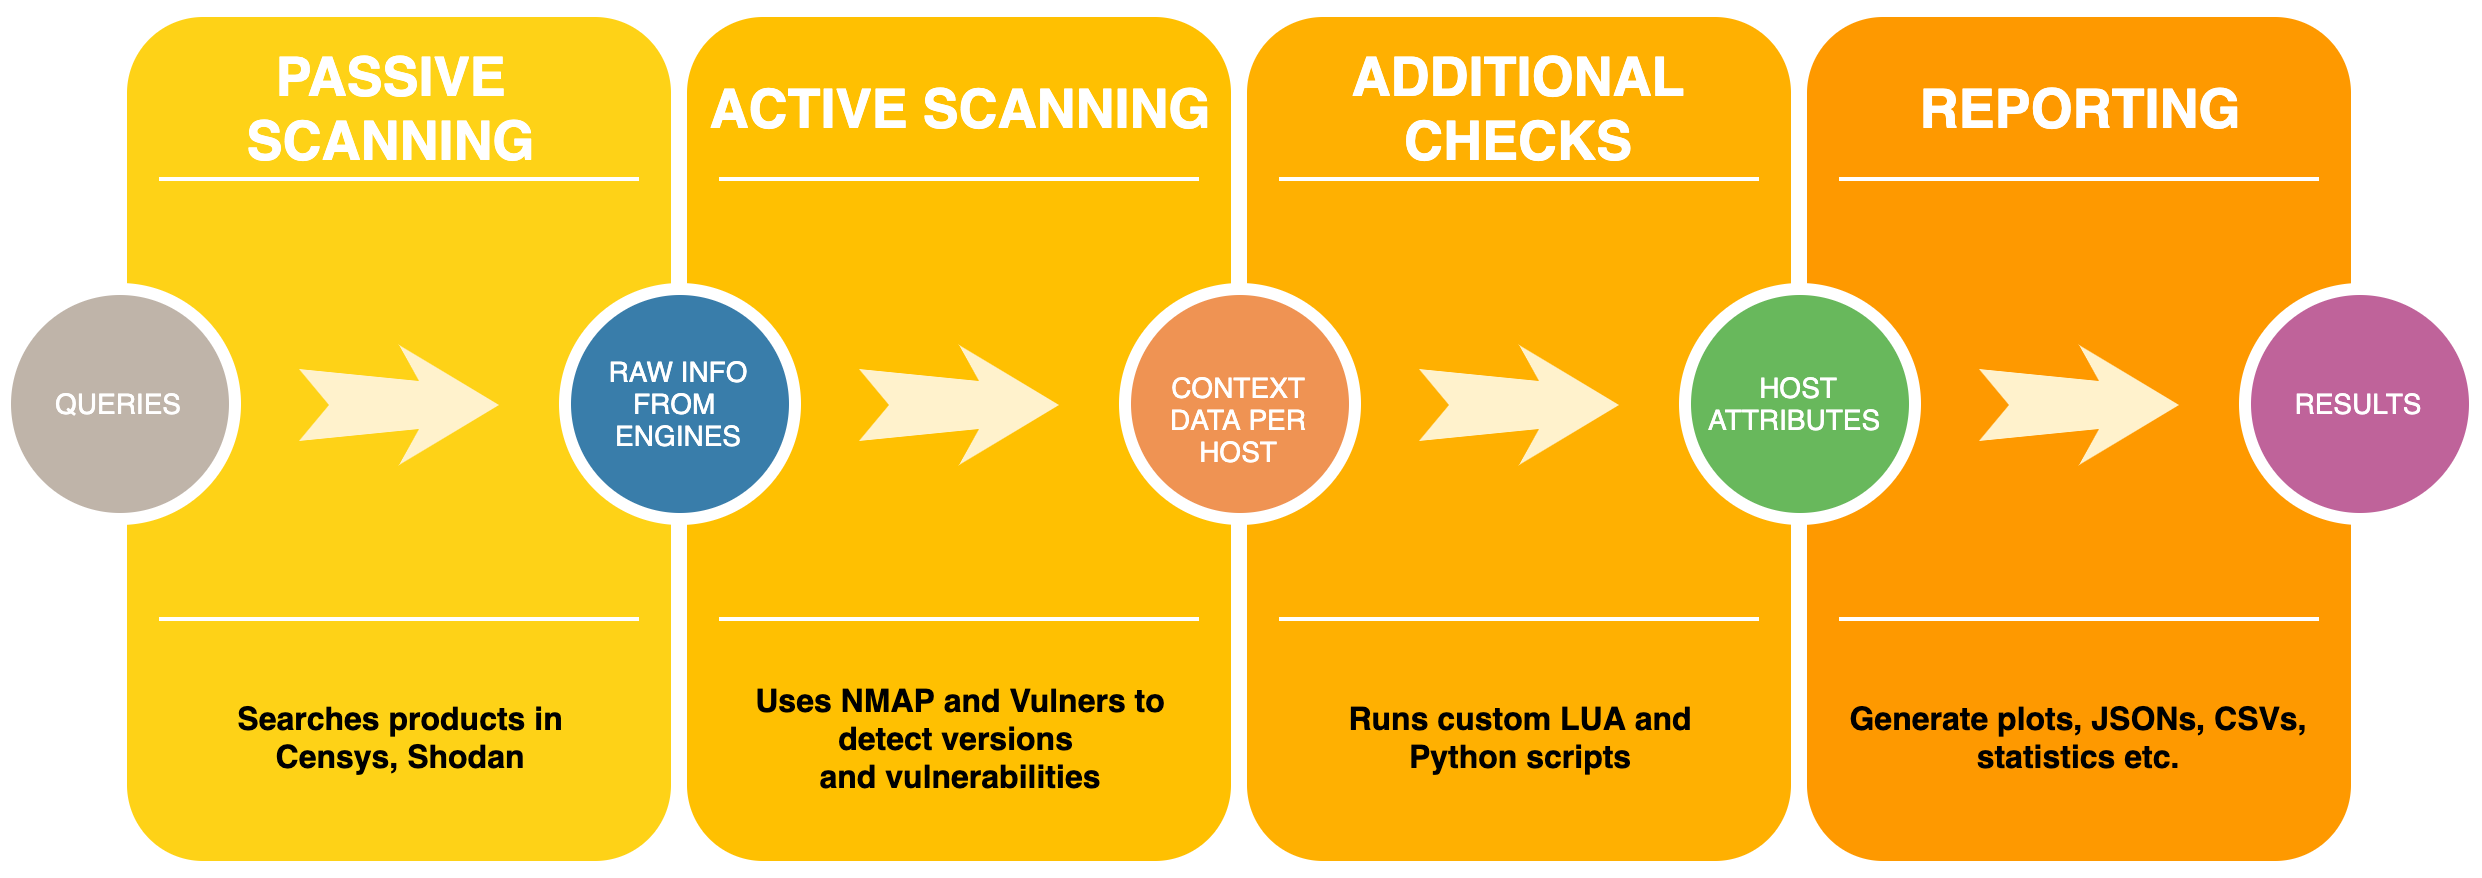 PASSIVE
SCANNING
ACTIVE SCANNING
ADDITIONAL
CHECKS
REPORTING
QUERIES
RAW INFO
FROM
ENGINES
CONTEXT
DATA PER
HOST
HOST
ATTRIBUTES
RESULTS
Searches products in
Censys, Shodan
Uses NMAP and Vulners to
detect versions
and vulnerabilities
Runs custom LUA and
Python scripts
Generate plots, JSONs, CSVs,
statistics etc.